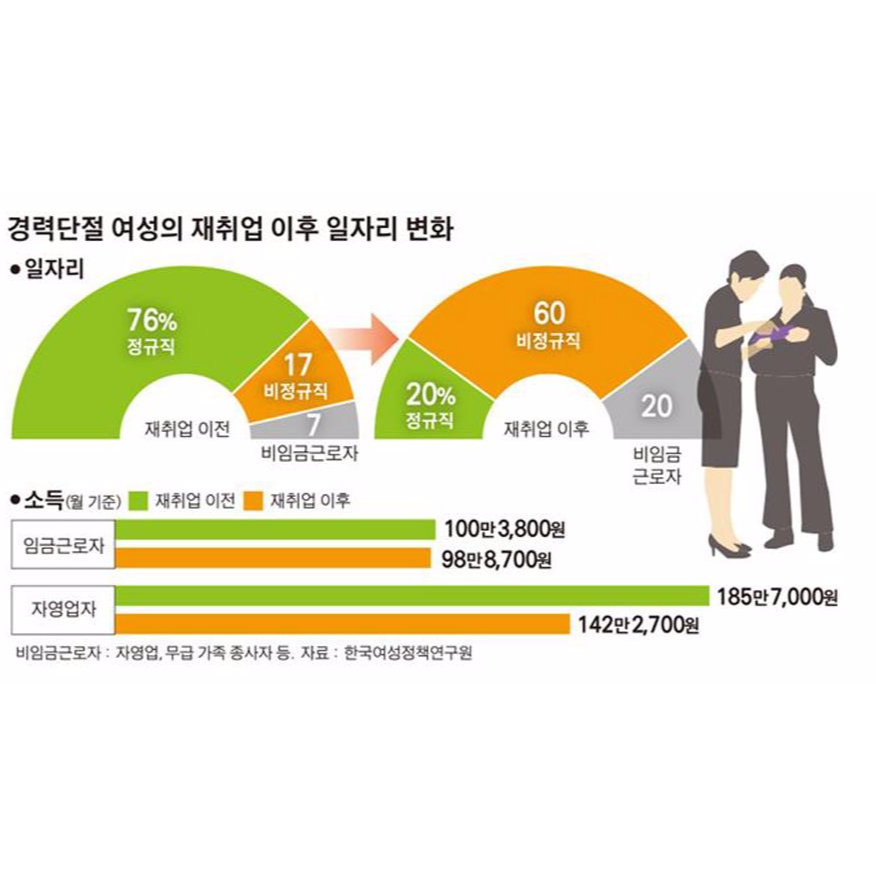 경력단절 여성의 재취업 이후 일자리 변화
●일자리
76%
정규직
17
비정규직
7
비임금근로자
재취업 이전
60
비정규직
20%
정규직
20
비임금
근로자
재취업 이후
●소득(월 기준) 재취업 이전 재취업 이후
임금근로자
100만 3,800원
98만 8,700원
자영업자
185만 7,000원
142만 2,700원
비임금근로자 : 자영업, 무급 가족 종사자 등. 자료 : 한국여성정책연구원